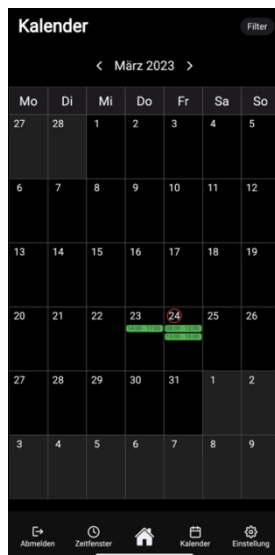 Kalender
Filter
< März 2023 >
Mo Di Mi Do Fr Sa So
27 28 1 2 3 4 5
6 7 8 9 10 11 12
13 14 15 16 17 18 19
20 21 22 23 24 25 26
27 28 29 30 31 1 2
3 4 5 6 7 8 9
Abmelden Zeitfenster Kalender Einstellung